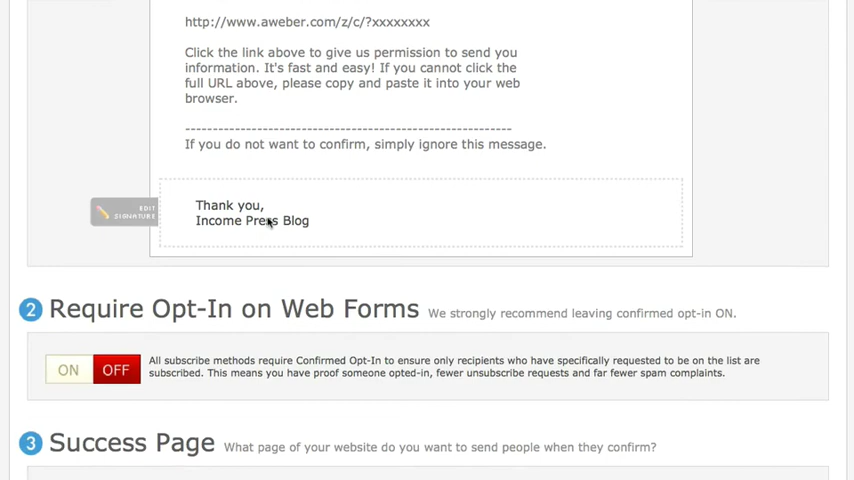 http://www.aweber.com/z/c/?xxxxxxxx
Click the link above to give us permission to send you
information. It's fast and easy! If you cannot click the
full URL above, please copy and paste it into your web
browser.
------------------------------------------------------------
If you do not want to confirm, simply ignore this message.
EDIT
SIGNATURE
Thank you,
Income Press Blog
2 Require Opt-In on Web Forms We strongly recommend leaving confirmed opt-in ON.
ON OFF All subscribe methods require Confirmed Opt-In to ensure only recipients who have specifically requested to be on the list are
subscribed. This means you have proof someone opted-in, fewer unsubscribe requests and far fewer spam complaints.
3 Success Page What page of your website do you want to send people when they confirm?